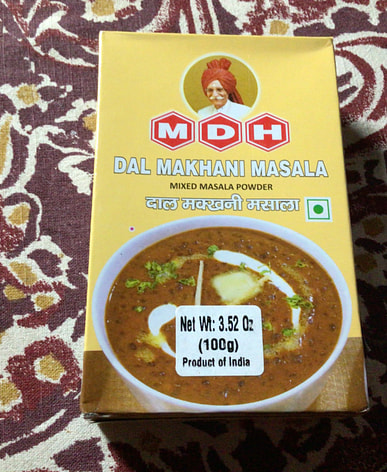 MDH
DAL MAKHANI MASALA
MIXED MASALA POWDER
दाल मक्खनी मसाला
Net Wt: 3.52 Oz
(100g)
Product of India